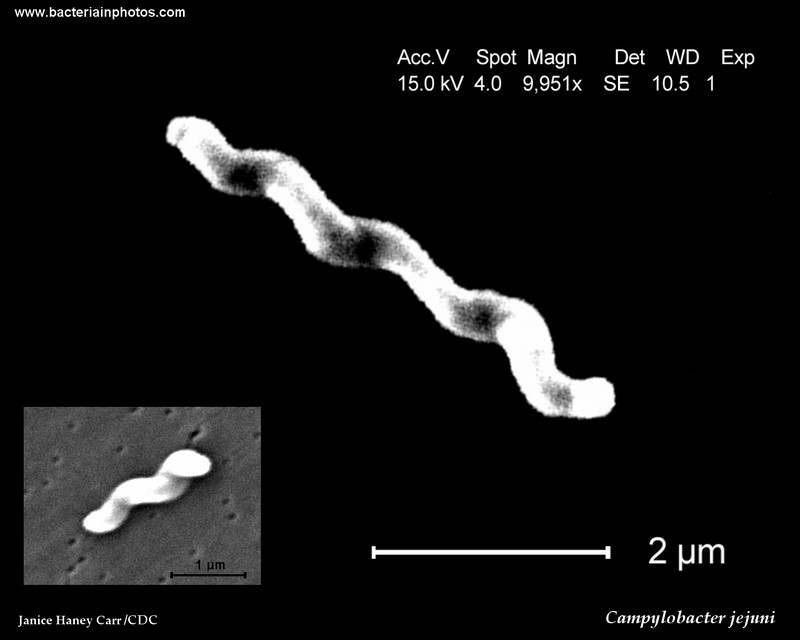 www.bacteriainphotos.com
Acc.V Spot Magn Det WD Exp
15.0 kV 4.0 9,951x SE 10.5 1
1 µm
2 µm
Janice Haney Carr/CDC
Campylobacter jejuni